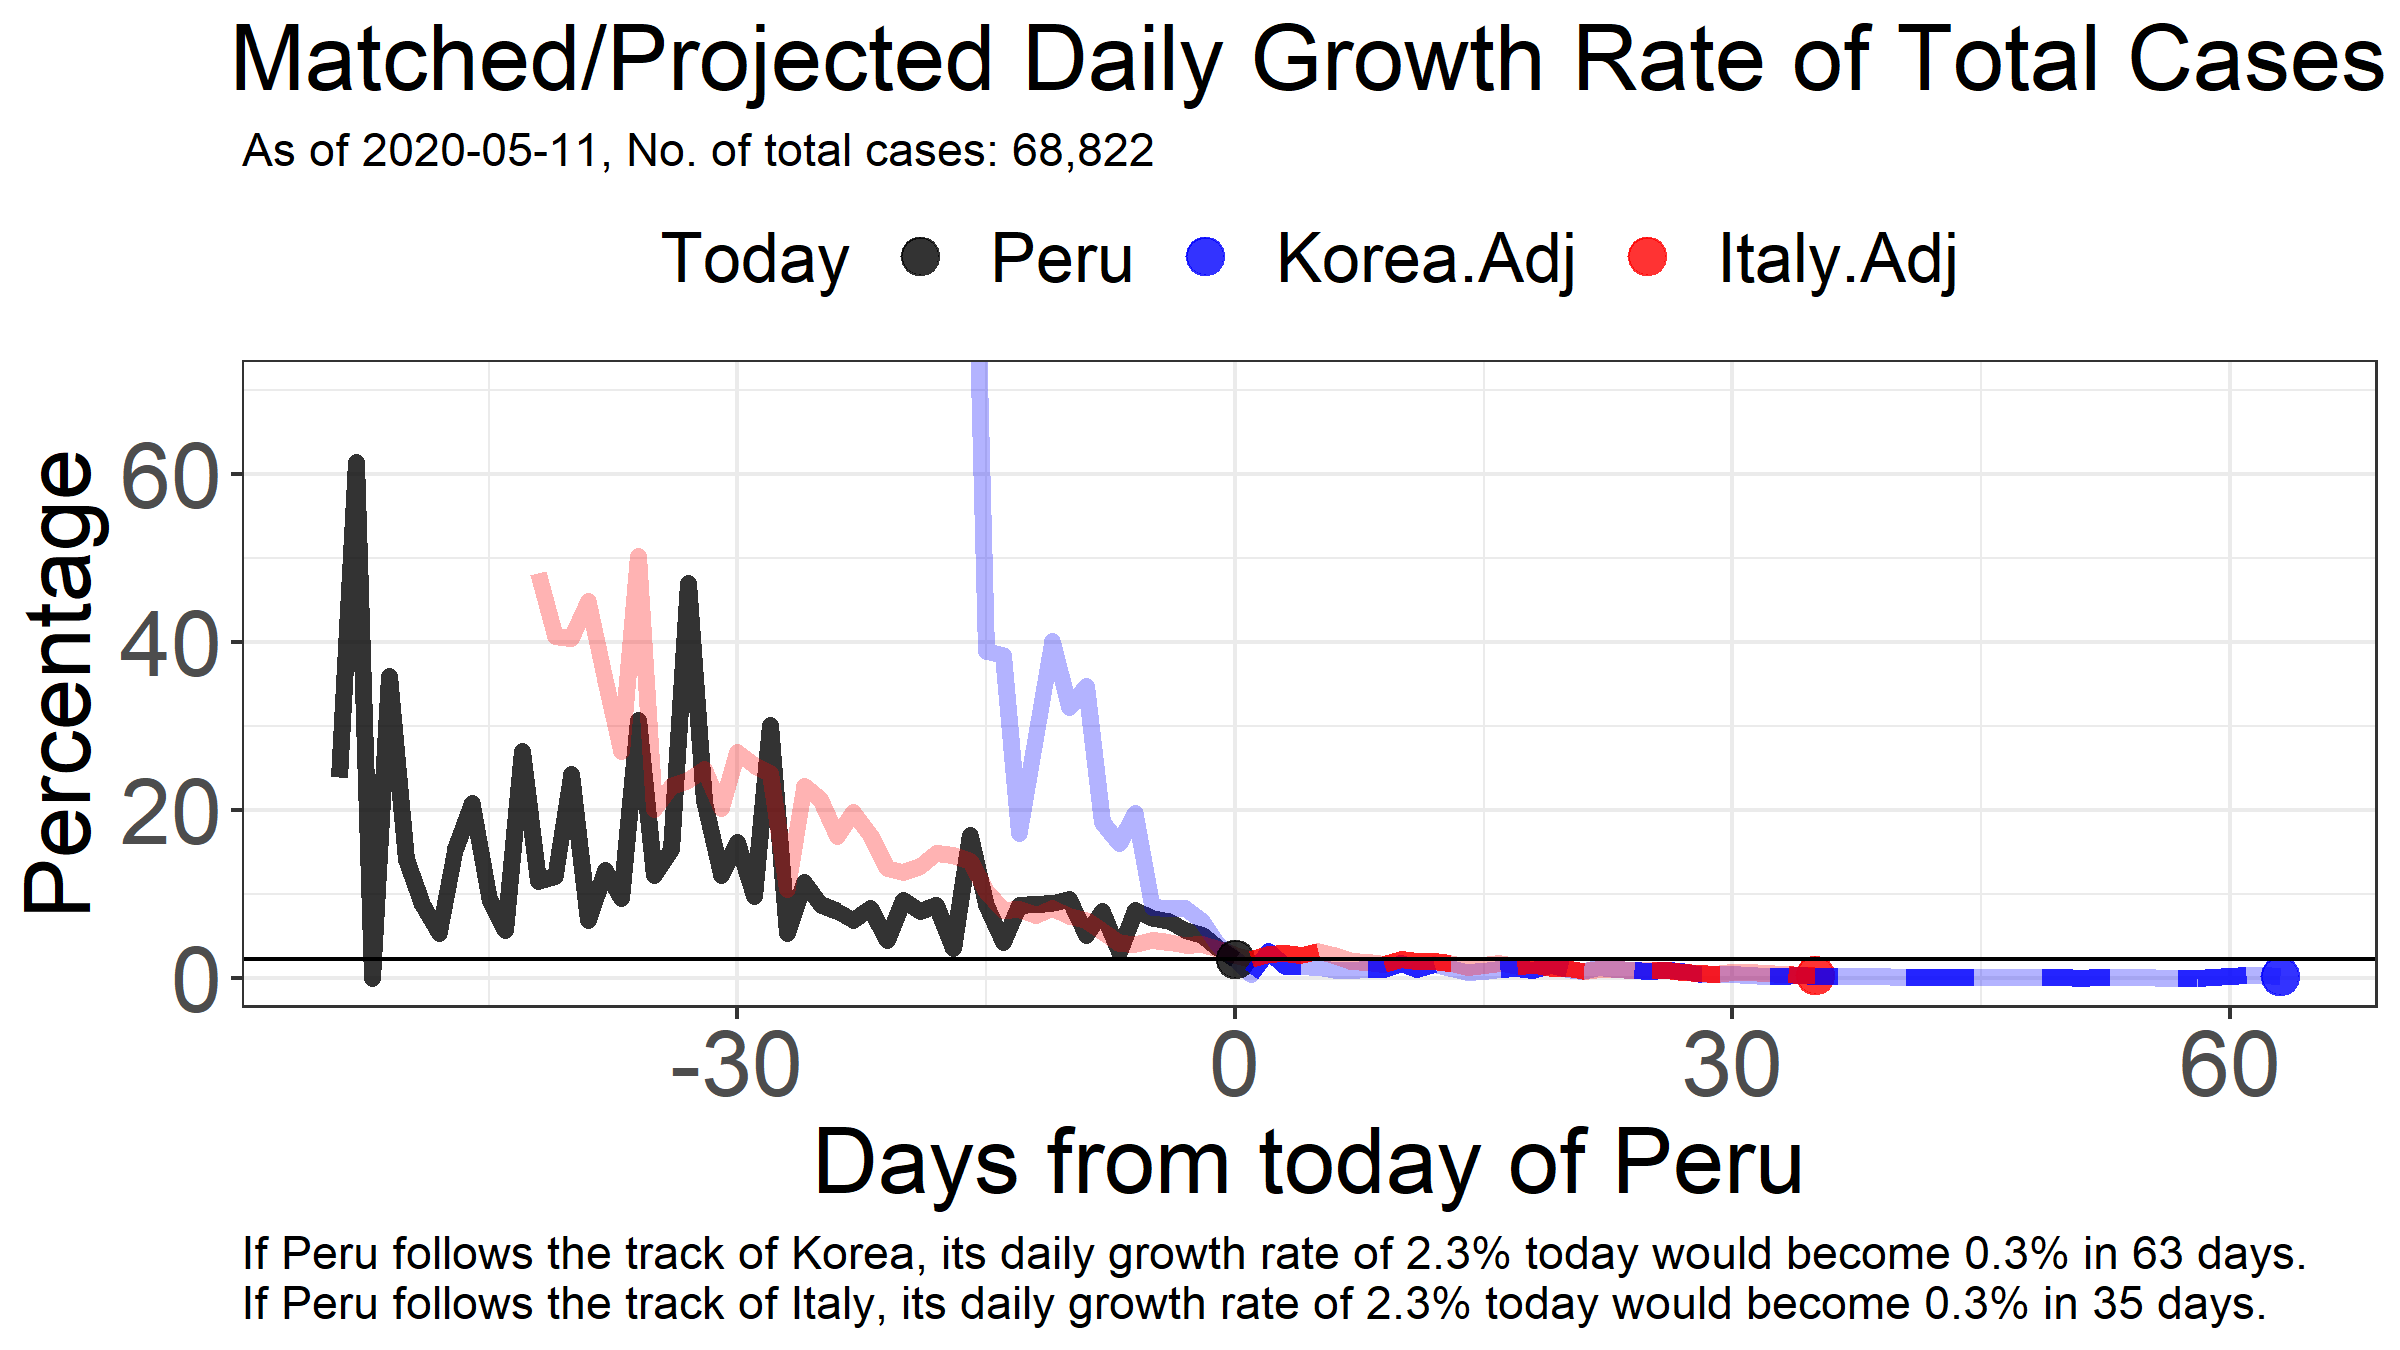 Matched/Projected Daily Growth Rate of Total Cases
As of 2020-05-11, No. of total cases: 68,822
Today Peru Korea.Adj Italy.Adj
Percentage
60
40
20
0
-30 0 30 60
Days from today of Peru
If Peru follows the track of Korea, its daily growth rate of 2.3% today would become 0.3% in 63 days.
If Peru follows the track of Italy, its daily growth rate of 2.3% today would become 0.3% in 35 days.